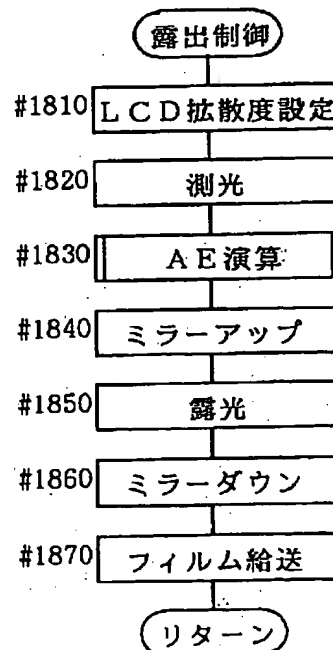 露出制御
#1810 LCD拡散度設定
#1820 測光
#1830 AE演算
#1840 ミラーアップ
#1850 露光
#1860 ミラーダウン
#1870 フィルム給送
リターン